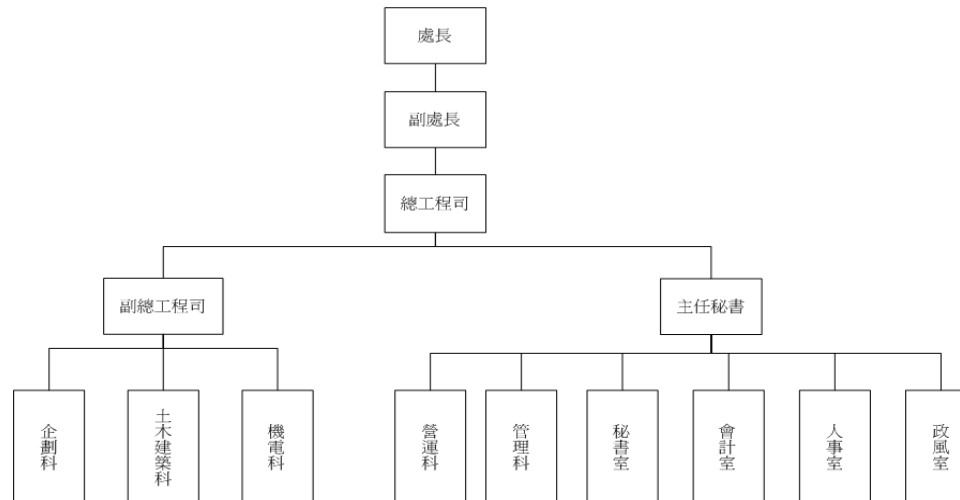 處長
副處長
總工程司
副總工程司
主任秘書
企劃科
土木建築科
機電科
營運科
管理科
秘書室
會計室
人事室
政風室